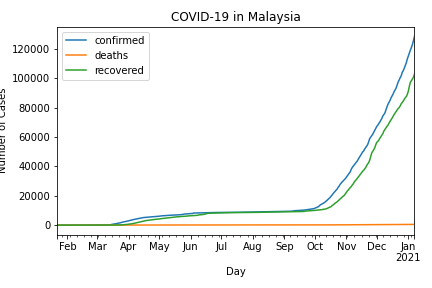 COVID-19 in Malaysia
confirmed
deaths
recovered
120000
100000
80000
60000
40000
20000
0
Number of Cases
Feb Mar Apr May Jun Jul Aug Sep Oct Nov Dec Jan
2021
Day